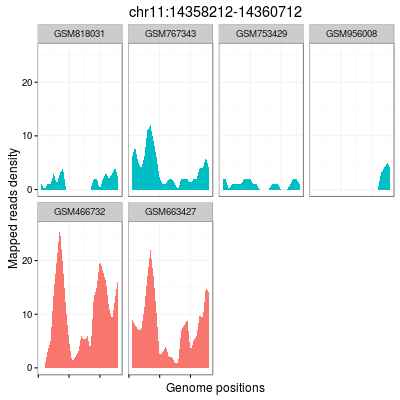 chr11:14358212-14360712
GSM818031 GSM767343 GSM753429 GSM956008
20
10
0
Mapped reads density
GSM466732 GSM663427
20
10
0
Genome positions